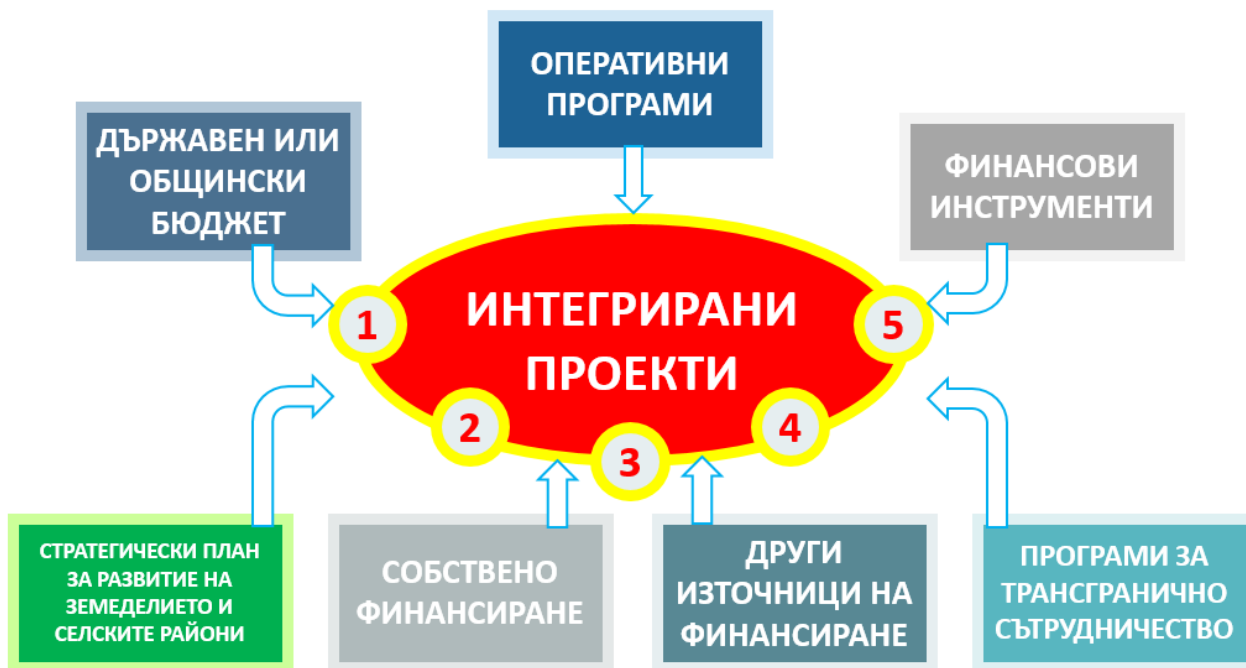 ОПЕРАТИВНИ
ПРОГРАМИ
ДЪРЖАВЕН ИЛИ
ОБЩИНСКИ
БЮДЖЕТ
ФИНАНСОВИ
ИНСТРУМЕНТИ
ИНТЕГРИРАНИ
ПРОЕКТИ
1
2
3
4
5
СТРАТЕГИЧЕСКИ ПЛАН
ЗА РАЗВИТИЕ НА
ЗЕМЕДЕЛИЕТО И
СЕЛСКИТЕ РАЙОНИ
СОБСТВЕНО
ФИНАНСИРАНЕ
ДРУГИ
ИЗТОЧНИЦИ НА
ФИНАНСИРАНЕ
ПРОГРАМИ ЗА
ТРАНСГРАНИЧНО
СЪТРУДНИЧЕСТВО